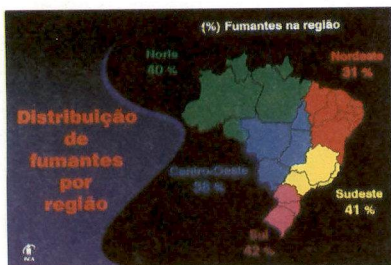 (%) Fumantes na região
Norte
40 %
Nordeste
31 %
Distribuição
de
fumantes
por
região
Centro-Oeste
38 %
Sudeste
41 %
Sul
42 %
INCA